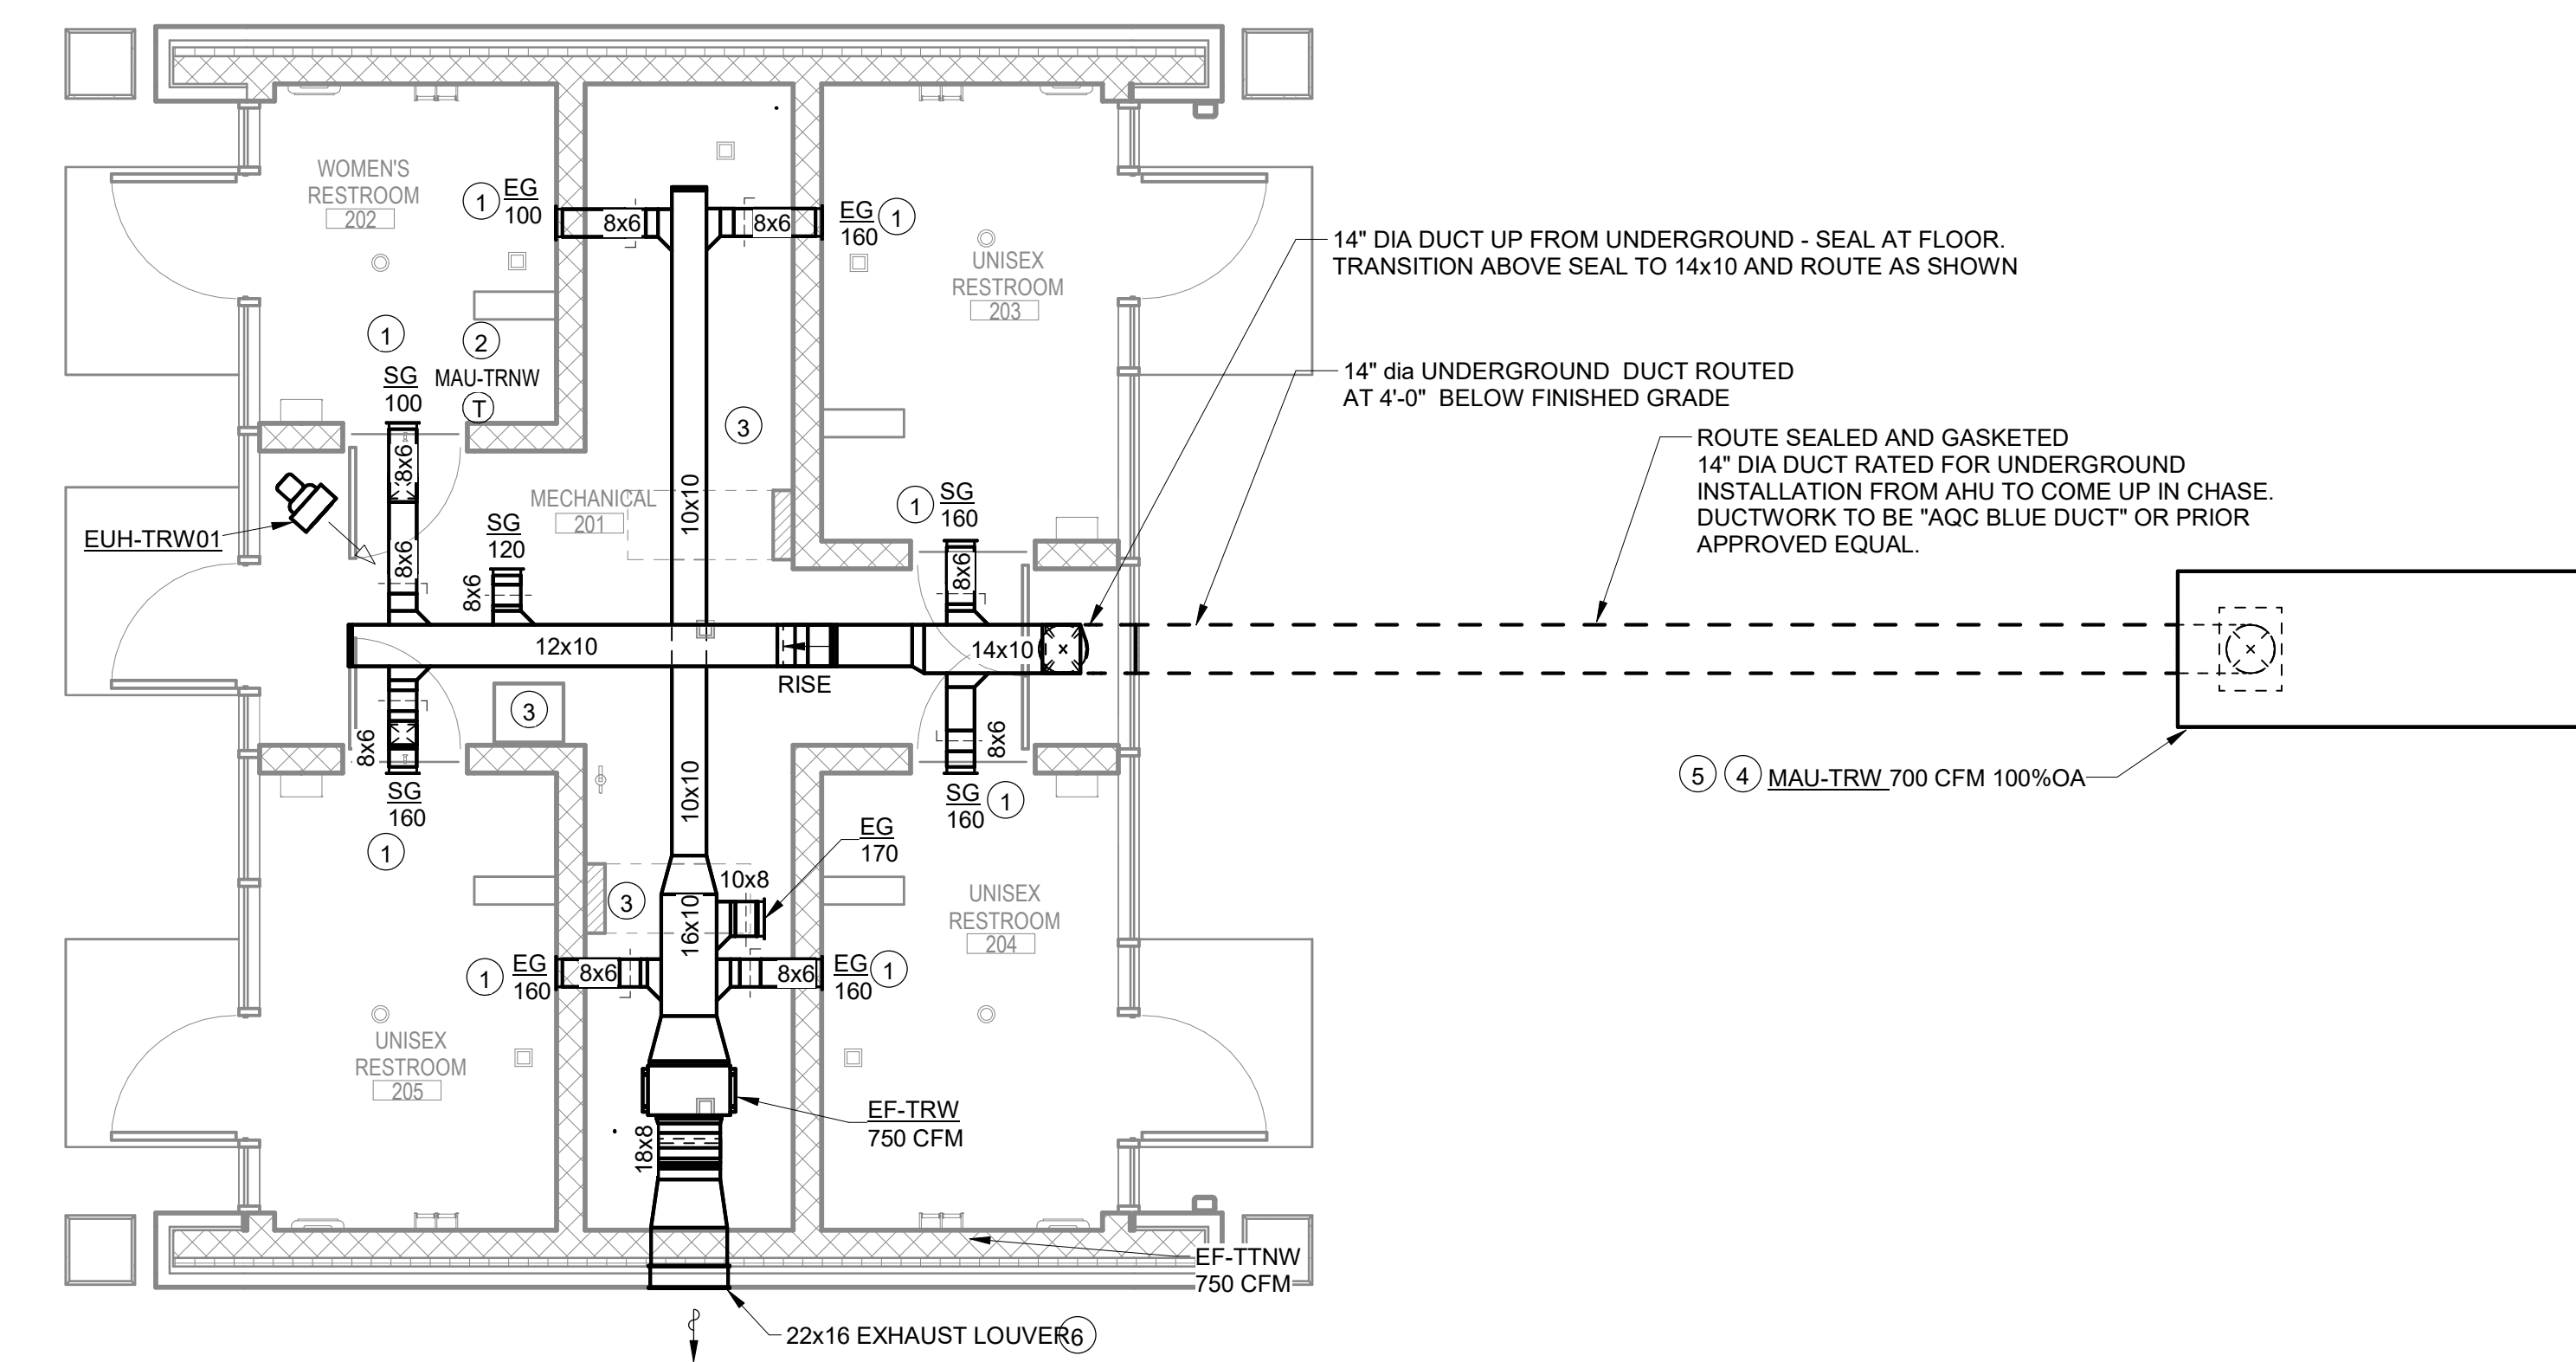 WOMEN'S
RESTROOM
202
1
EG
100
8x6
8x6
EG
160
1
UNISEX
RESTROOM
203
14" DIA DUCT UP FROM UNDERGROUND - SEAL AT FLOOR.
TRANSITION ABOVE SEAL TO 14x10 AND ROUTE AS SHOWN
1
2
SG
100
MAU-TRNW
T
3
14" dia UNDERGROUND DUCT ROUTED
AT 4'-0" BELOW FINISHED GRADE
ROUTE SEALED AND GASKETED
14" DIA DUCT RATED FOR UNDERGROUND
INSTALLATION FROM AHU TO COME UP IN CHASE.
DUCTWORK TO BE "AQC BLUE DUCT" OR PRIOR
APPROVED EQUAL.
8x6
EUH-TRW01
8x6
MECHANICAL
201
SG
120
8x6
10x10
1
SG
160
8x6
12x10
RISE
14x10
3
8x6
SG
160
1
10x10
8x6
SG
160
1
5
4
MAU-TRW 700 CFM 100%OA
EG
170
10x8
3
16x10
UNISEX
RESTROOM
204
1
EG
160
8x6
8x6
EG
160
1
UNISEX
RESTROOM
205
EF-TRW
750 CFM
18x8
EF-TTNW
750 CFM
22x16 EXHAUST LOUVER
6